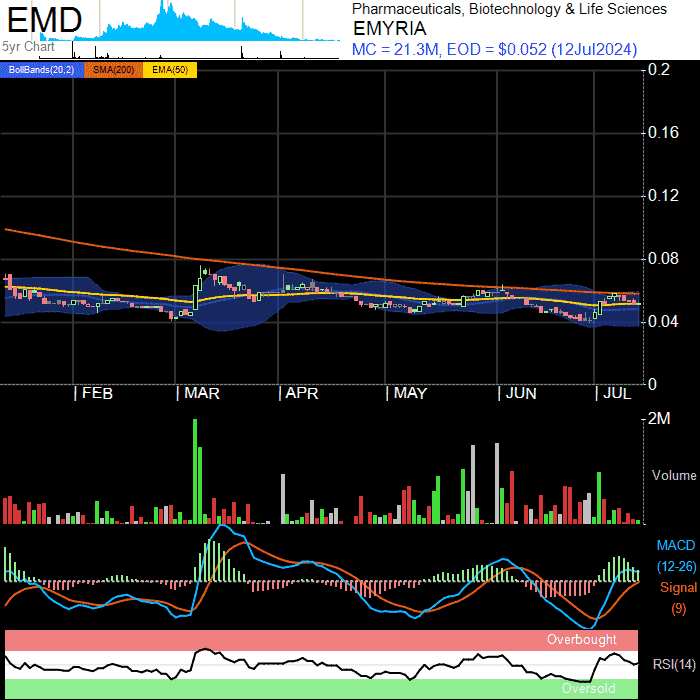 EMD
Pharmaceuticals, Biotechnology & Life Sciences
EMYRIA
5yr Chart
MC = 21.3M, EOD = $0.052 (12Jul2024)
BollBands(20,2) SMA(200) EMA(50)
0.2
0.16
0.12
0.08
0.04
0
| FEB | MAR | APR | MAY | JUN | JUL
2M
Volume
MACD
(12-26)
Signal
(9)
Overbought
RSI(14)
Oversold